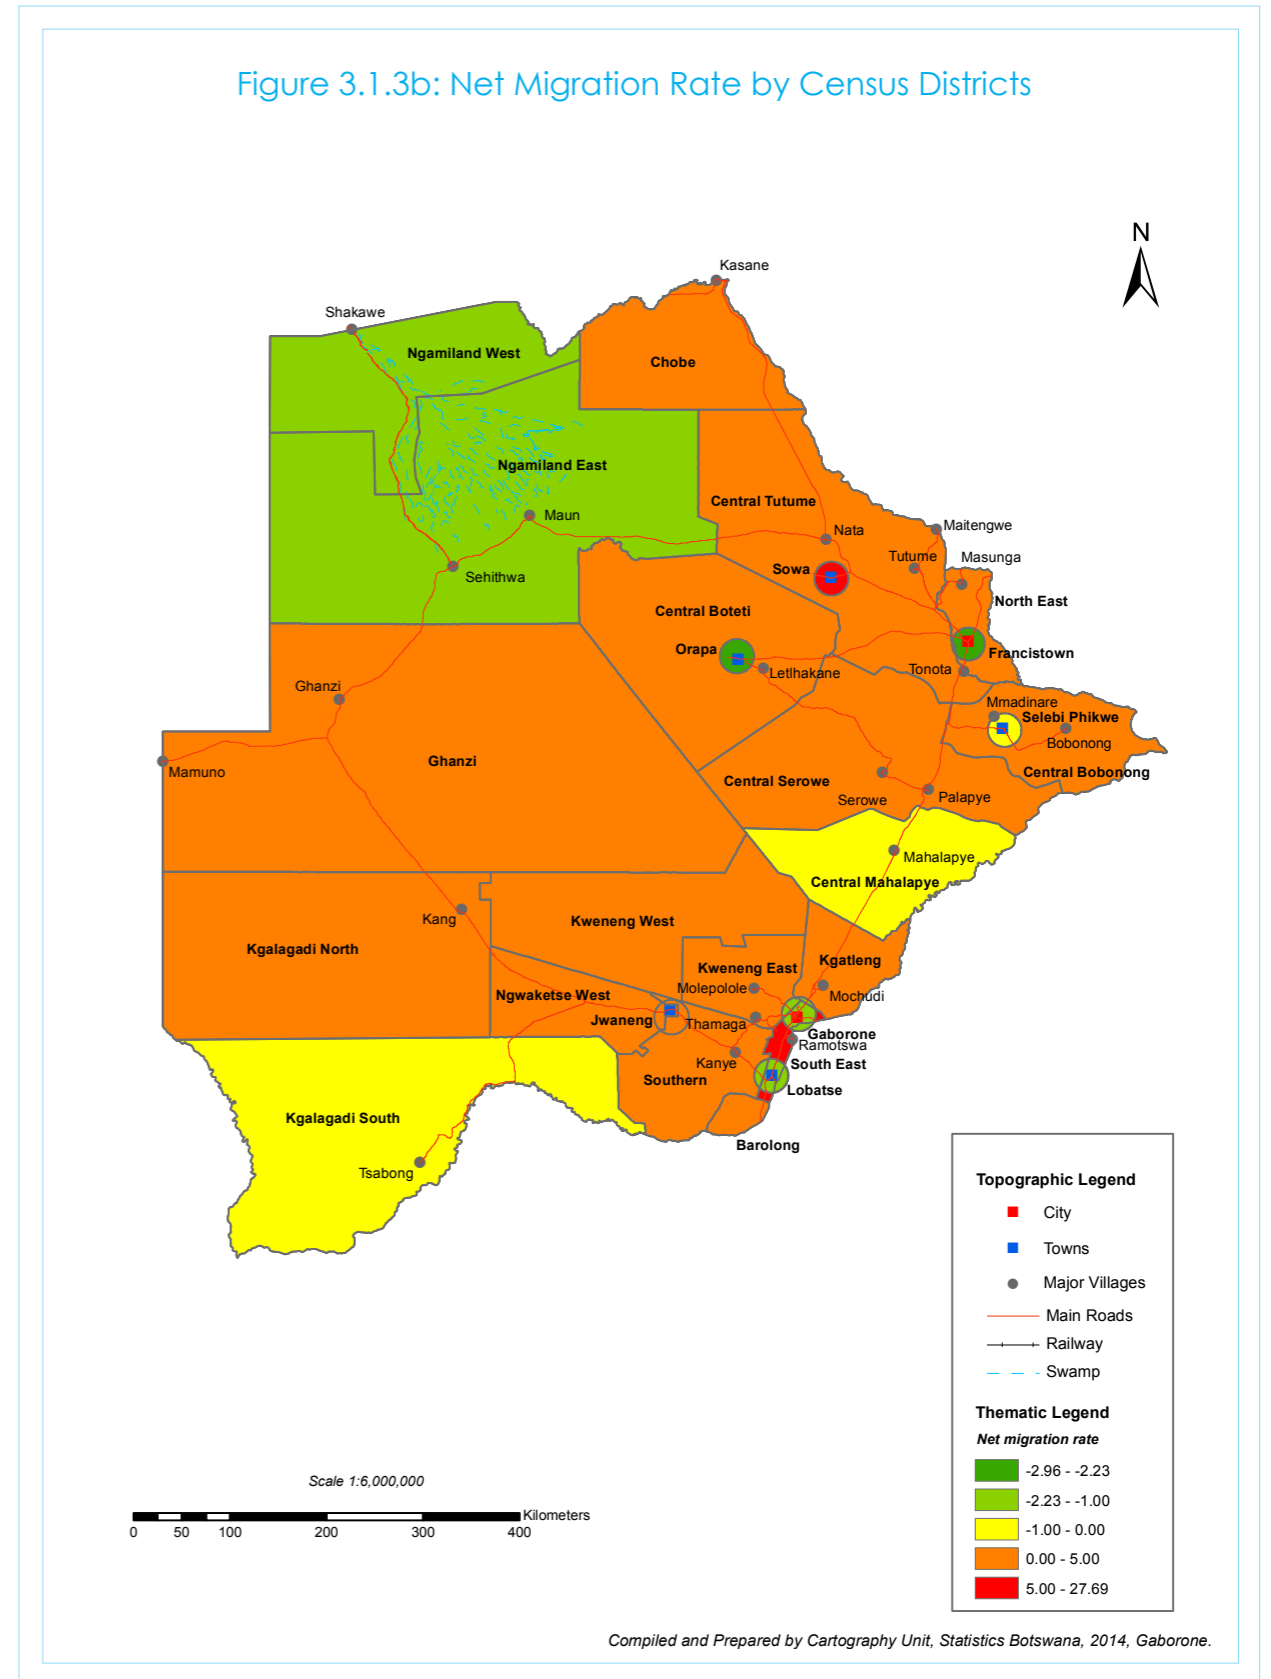 Figure 3.1.3b: Net Migration Rate by Census Districts
N
Kasane
Shakawe
Ngamiland West
Chobe
Ngamiland East
Central Tutume
Maun
Nata
Maitengwe
Tutume
Masunga
Sehithwa
Sowa
North East
Central Boteti
Orapa
Francistown
Letlhakane
Tonota
Ghanzi
Mmadinare
Selebi Phikwe
Bobonong
Mamuno
Ghanzi
Central Serowe
Central Bobonong
Serowe
Palapye
Mahalapye
Central Mahalapye
Kang
Kweneng West
Kgalagadi North
Kweneng East
Kgatleng
Molepolole
Mochudi
Ngwaketse West
Jwaneng
Thamaga
Gaborone
Ramotswa
Kanye
South East
Southern
Lobatse
Kgalagadi South
Barolong
Tsabong
Topographic Legend
City
Towns
Major Villages
Main Roads
Railway
Swamp
Thematic Legend
Net migration rate
-2.96 - -2.23
-2.23 - -1.00
-1.00 - 0.00
0.00 - 5.00
5.00 - 27.69
Scale 1:6,000,000
Kilometers
0 50 100 200 300 400
Compiled and Prepared by Cartography Unit, Statistics Botswana, 2014, Gaborone.